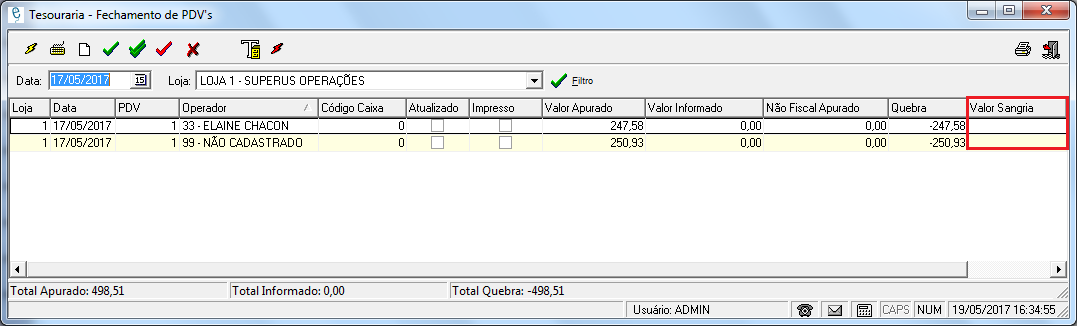 Tesouraria - Fechamento de PDV's
Data: 17/05/2017 15 Loja: LOJA 1 - SUPERUS OPERAÇÕES Filtro
Loja Data PDV Operador Código Caixa Atualizado Impresso Valor Apurado Valor Informado Não Fiscal Apurado Quebra Valor Sangria
1 17/05/2017 1 33 - ELAINE CHACON 0 247,58 0,00 0,00 -247,58
1 17/05/2017 1 99 - NÃO CADASTRADO 0 250,93 0,00 0,00 -250,93
Total Apurado: 498,51 Total Informado: 0,00 Total Quebra: -498,51
Usuário: ADMIN CAPS NUM 19/05/2017 16:34:55